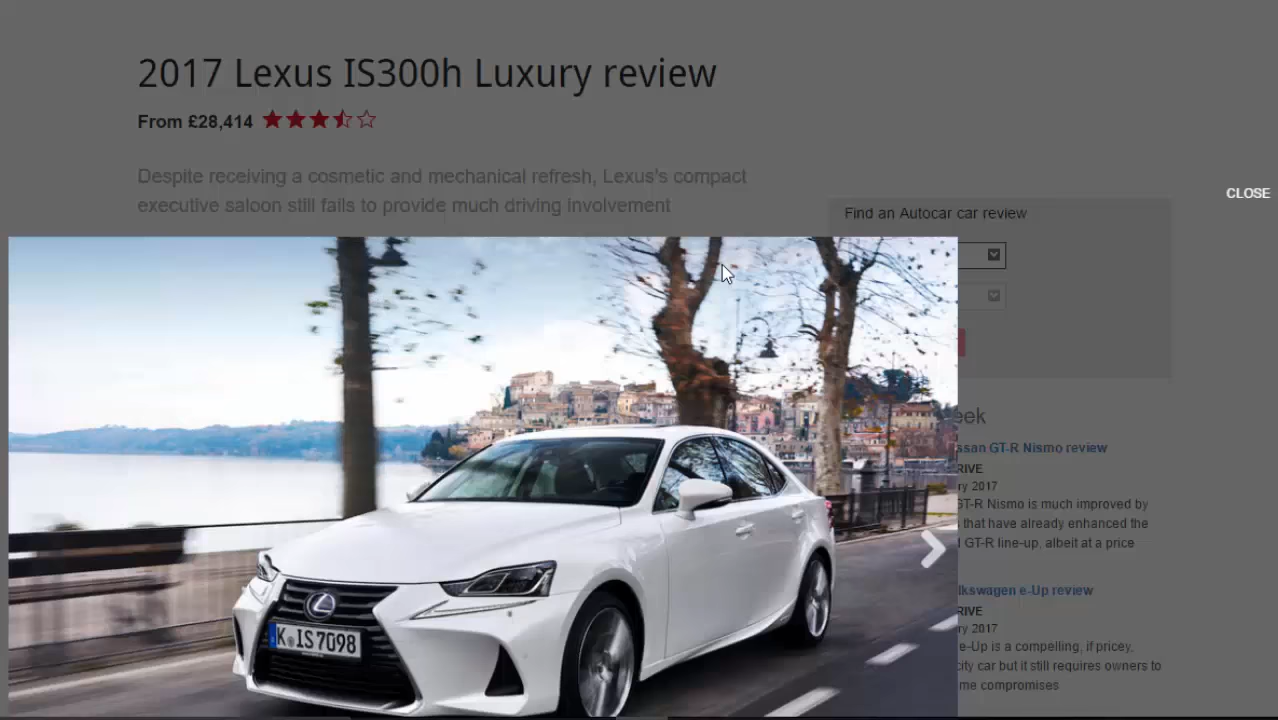 2017 Lexus IS300h Luxury review
From £28,414
Despite receiving a cosmetic and mechanical refresh, Lexus's compact
executive saloon still fails to provide much driving involvement
CLOSE
Find an Autocar car review
eek
ssan GT-R Nismo review
RIVE
ry 2017
GT-R Nismo is much improved by
that have already enhanced the
GT-R line-up, albeit at a price
lkswagen e-Up review
RIVE
ry 2017
e-Up is a compelling, if pricey,
city car but it still requires owners to
me compromises
K IS 7098